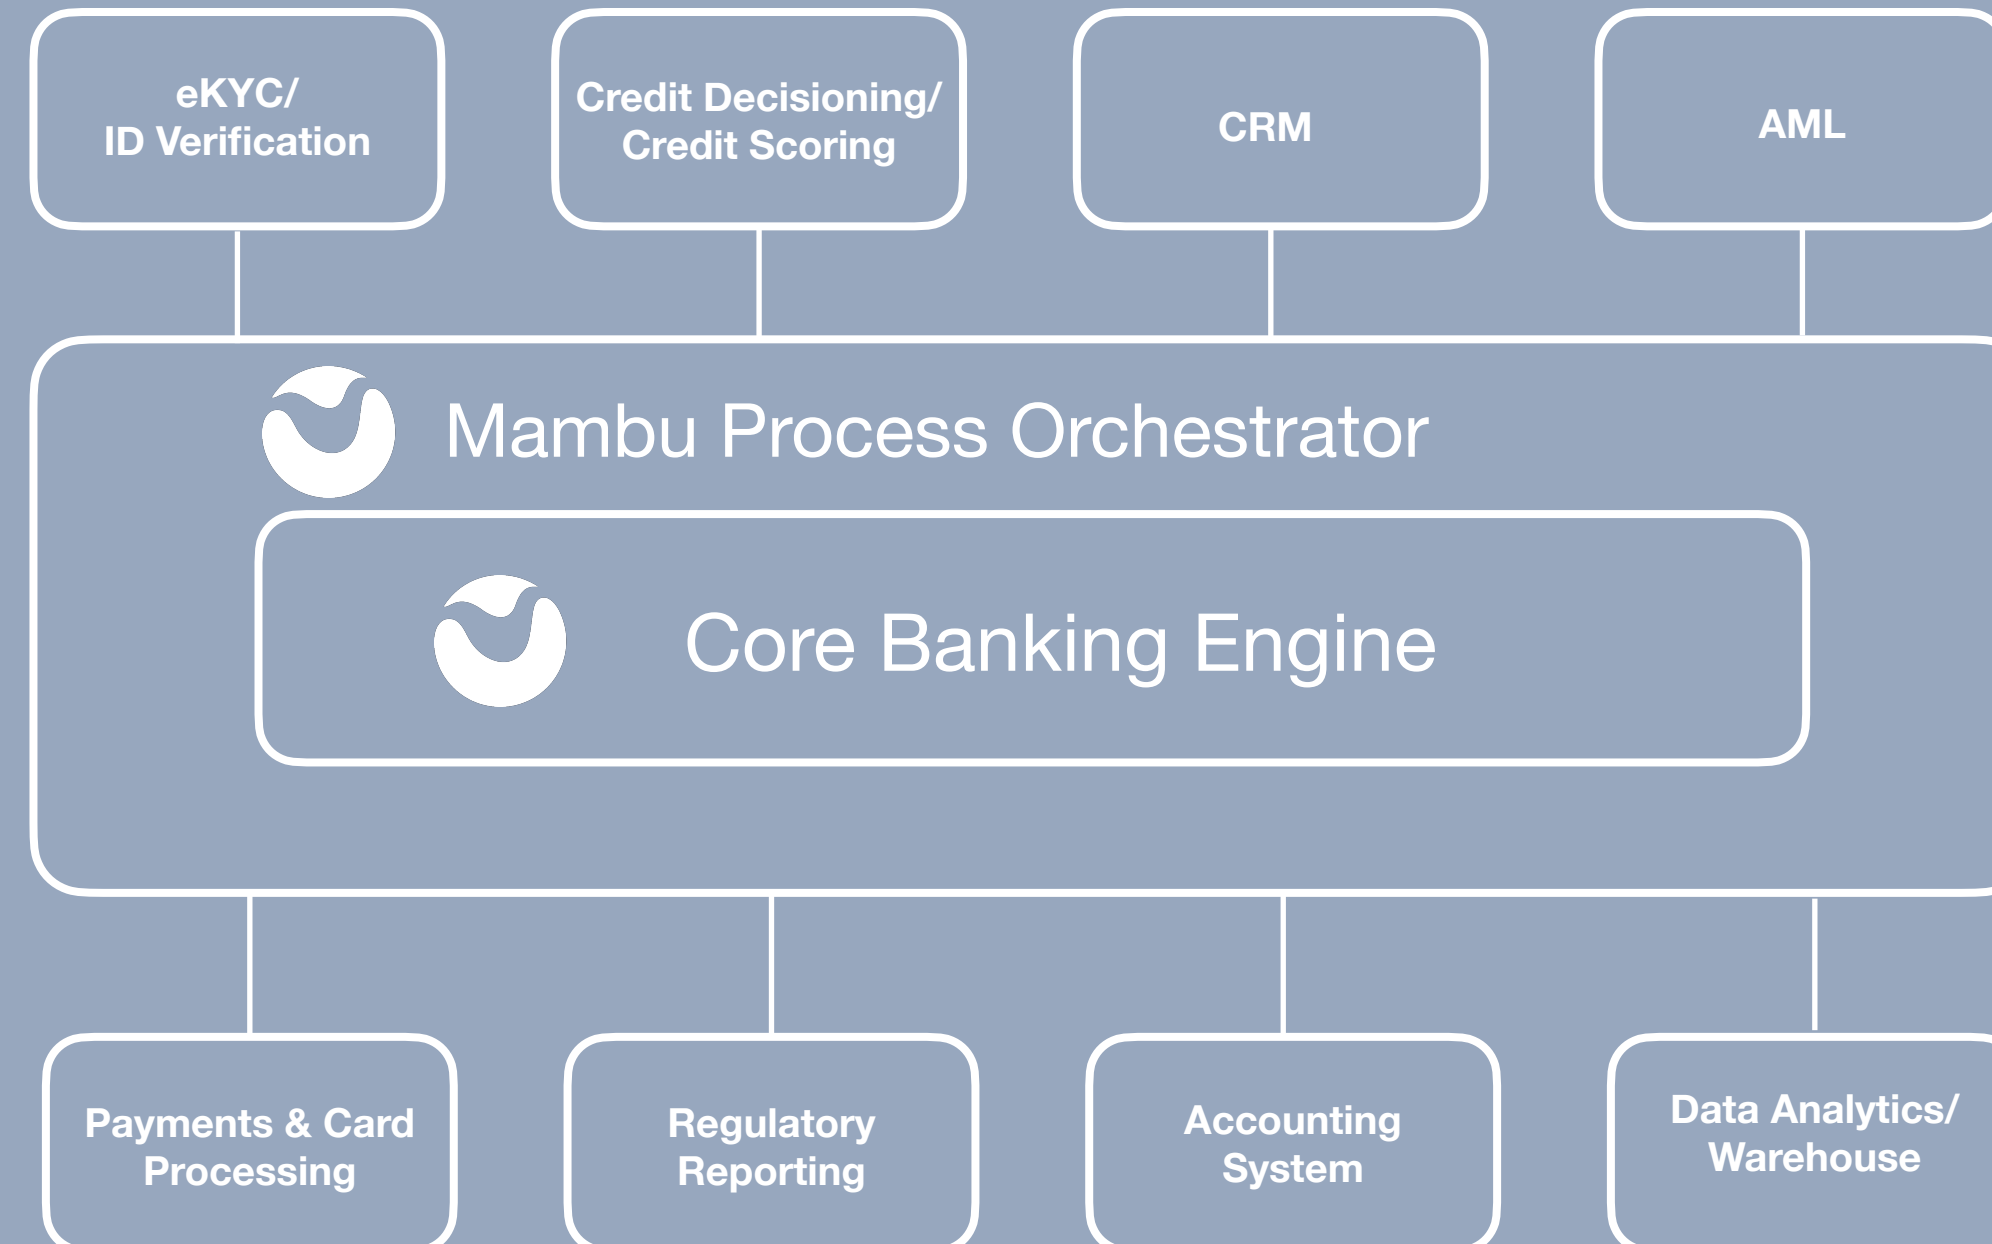 eKYC/
ID Verification
Credit Decisioning/
Credit Scoring
CRM
AML
Mambu Process Orchestrator
Core Banking Engine
Payments & Card
Processing
Regulatory
Reporting
Accounting
System
Data Analytics/
Warehouse